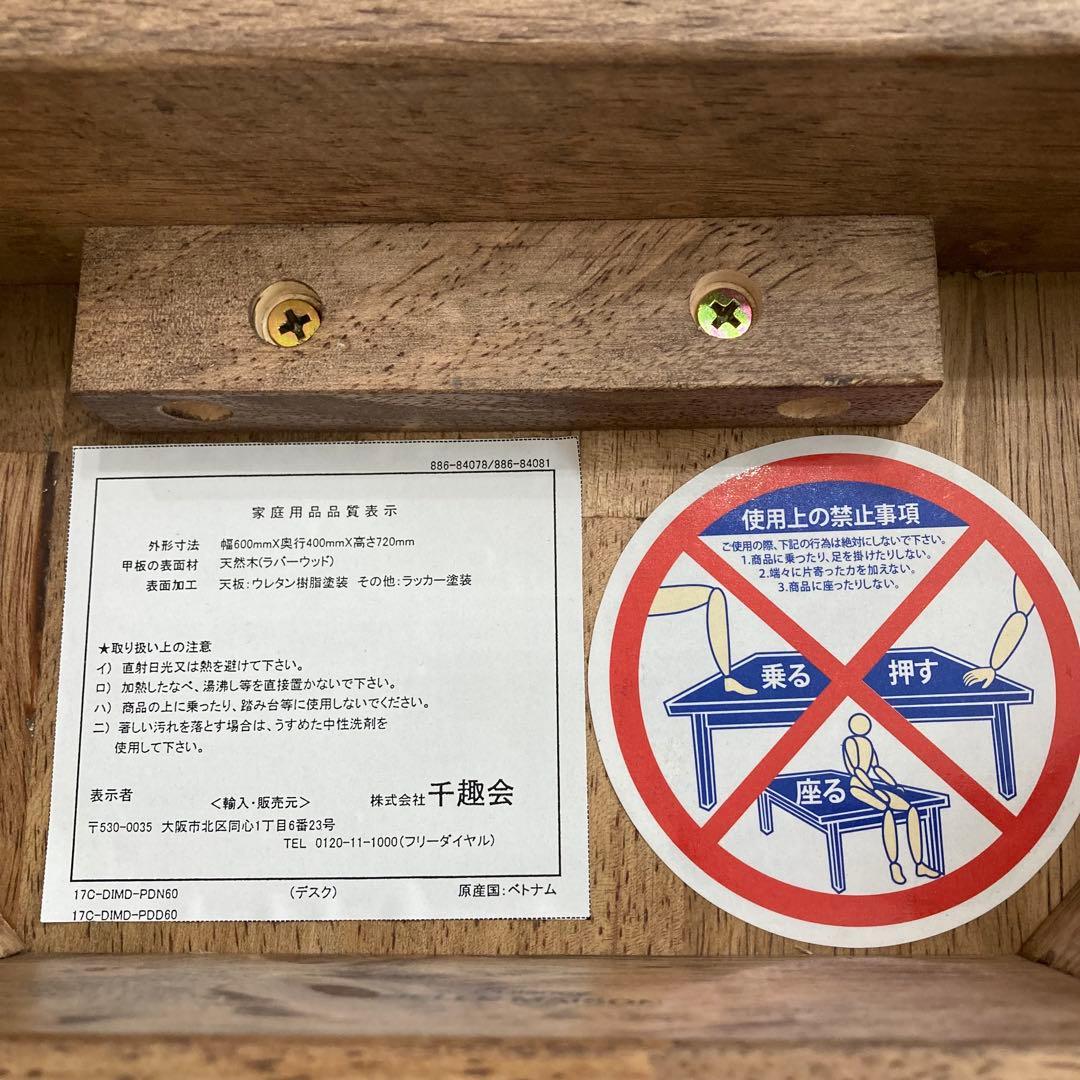 886-84078/886-84081
家庭用品品質表示
外形寸法 幅600mmX奥行400mmX高さ720mm
甲板の表面材 天然木(ラバーウッド)
表面加工 天板:ウレタン樹脂塗装 その他:ラッカー塗装
★取り扱い上の注意
イ) 直射日光又は熱を避けて下さい。
ロ) 加熱したなべ、湯沸し等を直接置かないで下さい。
ハ) 商品の上に乗ったり、踏み台等に使用しないでください。
ニ) 著しい汚れを落とす場合は、うすめた中性洗剤を
使用して下さい。
表示者 <輸入・販売元> 株式会社 千趣会
〒530-0035 大阪市北区同心1丁目6番23号
TEL 0120-11-1000(フリーダイヤル)
17C-DIMD-PDN60 (デスク) 原産国:ベトナム
17C-DIMD-PDD60
使用上の禁止事項
ご使用の際、下記の行為は絶対にしないで下さい。
1.商品に乗ったり、足を掛けたりしない。
2.端々に片寄った力を加えない。
3.商品に座ったりしない。
乗る 押す
座る